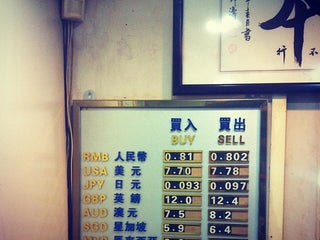 買入 買出
BUY SELL
RMB 人民幣 0.81 0.802
USA 美元 7.70 7.78
JPY 日元 0.093 0.097
GBP 英鎊 12.0 12.4
AUD 澳元 7.5 8.2
SGD 星加坡 5.9 6.4